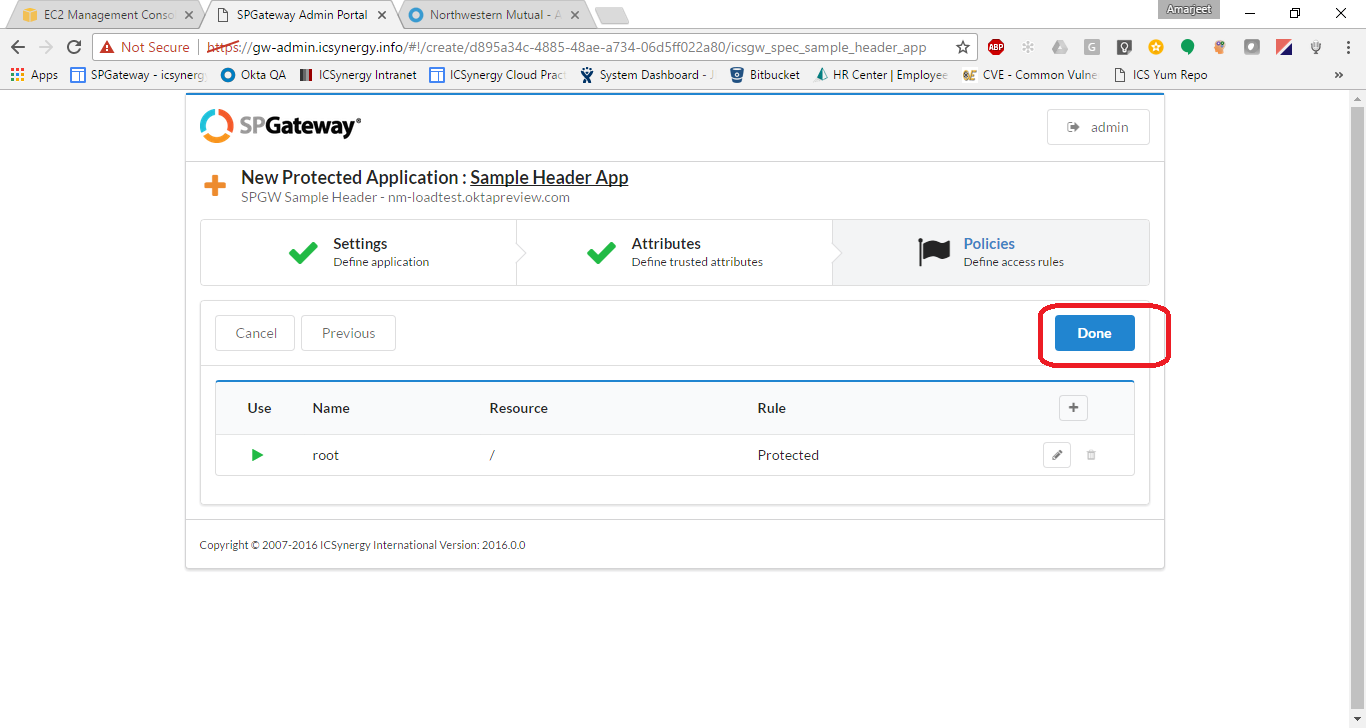 Amarjeet
EC2 Management Conso
SPGateway Admin Portal
Northwestern Mutual - A
Not Secure
https://gw-admin.icsynergy.info/#!/create/d895a34c-4885-48ae-a734-06d5ff022a80/icsgw_spec_sample_header_app
ABP
G
Apps
SPGateway - icsynerg
Okta QA
ICSynergy Intranet
ICSynergy Cloud Prac
System Dashboard - J
Bitbucket
HR Center | Employee
CVE - Common Vulne
ICS Yum Repo
»
SPGateway®
admin
New Protected Application : Sample Header App
SPGW Sample Header - nm-loadtest.oktapreview.com
Settings
Define application
Attributes
Define trusted attributes
Policies
Define access rules
Cancel
Previous
Done
Use Name Resource Rule +
root / Protected
Copyright © 2007-2016 ICSynergy International Version: 2016.0.0